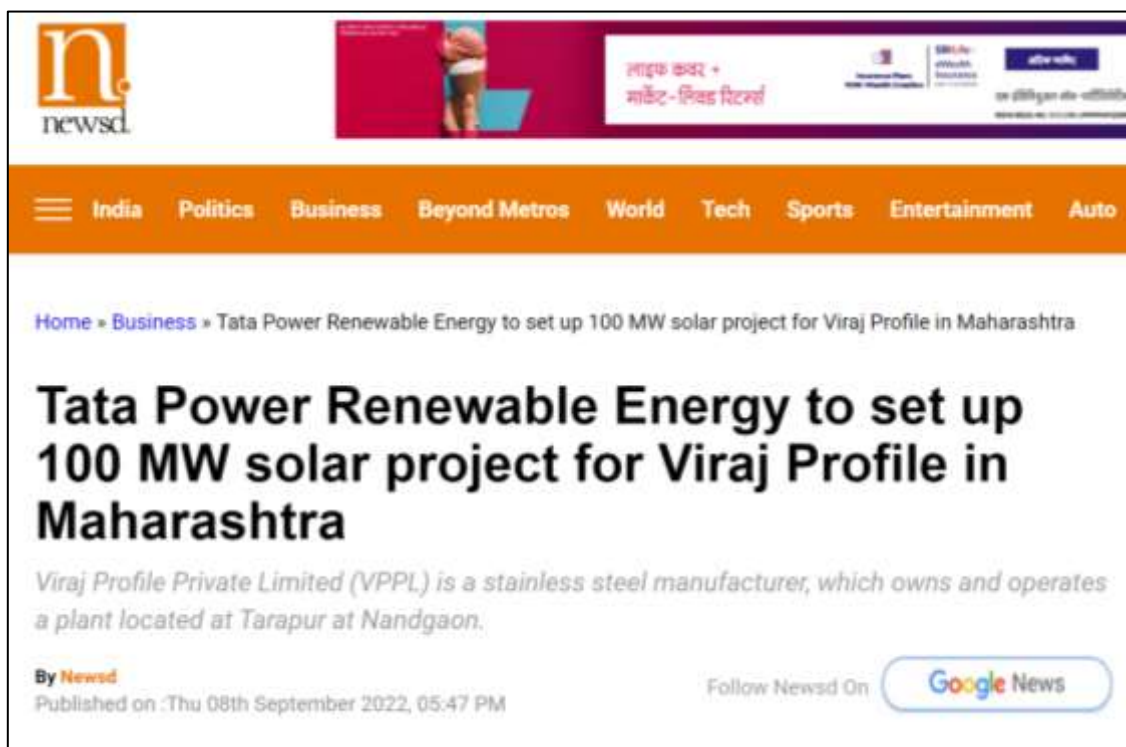 n.
newsd.
लाइफ कवर +
मार्केट-लिंक्ड रिटर्न्स
India Politics Business Beyond Metros World Tech Sports Entertainment Auto
Home » Business » Tata Power Renewable Energy to set up 100 MW solar project for Viraj Profile in Maharashtra
Tata Power Renewable Energy to set up
100 MW solar project for Viraj Profile in
Maharashtra
Viraj Profile Private Limited (VPPL) is a stainless steel manufacturer, which owns and operates
a plant located at Tarapur at Nandgaon.
By Newsd
Published on :Thu 08th September 2022, 05:47 PM
Follow Newsd On Google News